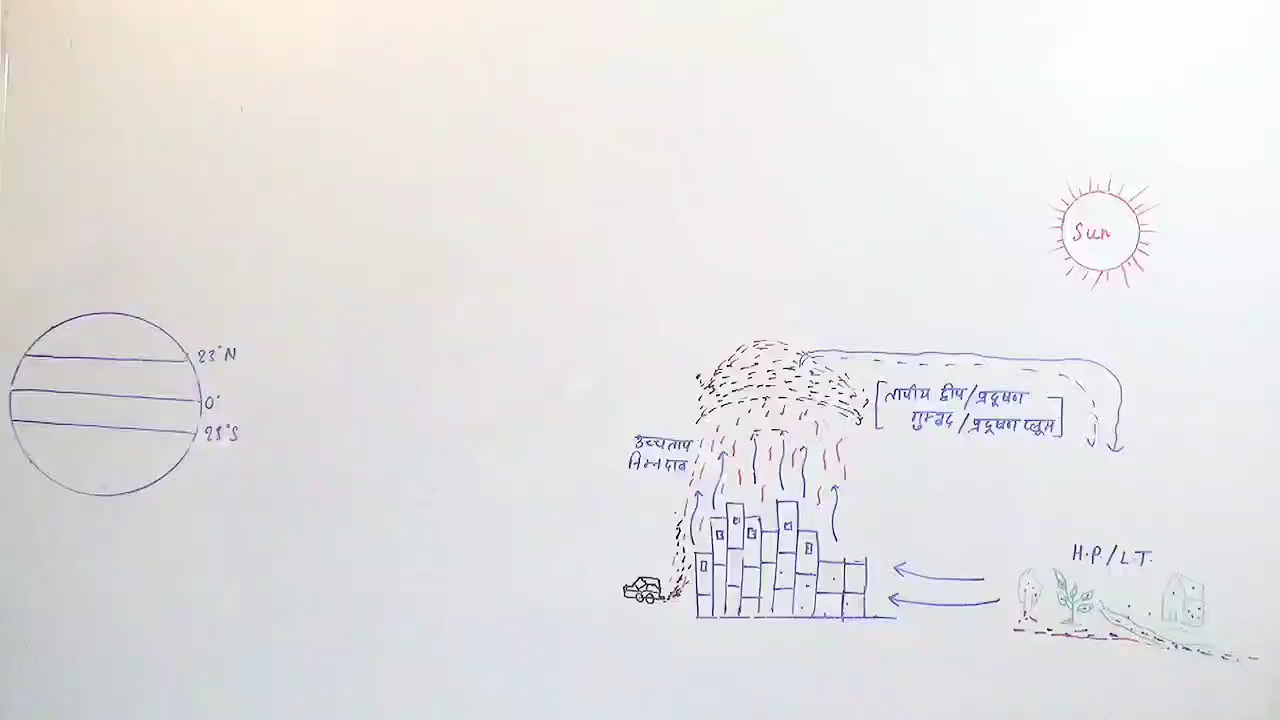 Sun
23°N
0°
23°S
[तापीय द्वीप/प्रदूषण
गुम्बद/प्रदूषण प्लूम]
उच्चताप
निम्नदाब
H.P./L.T.